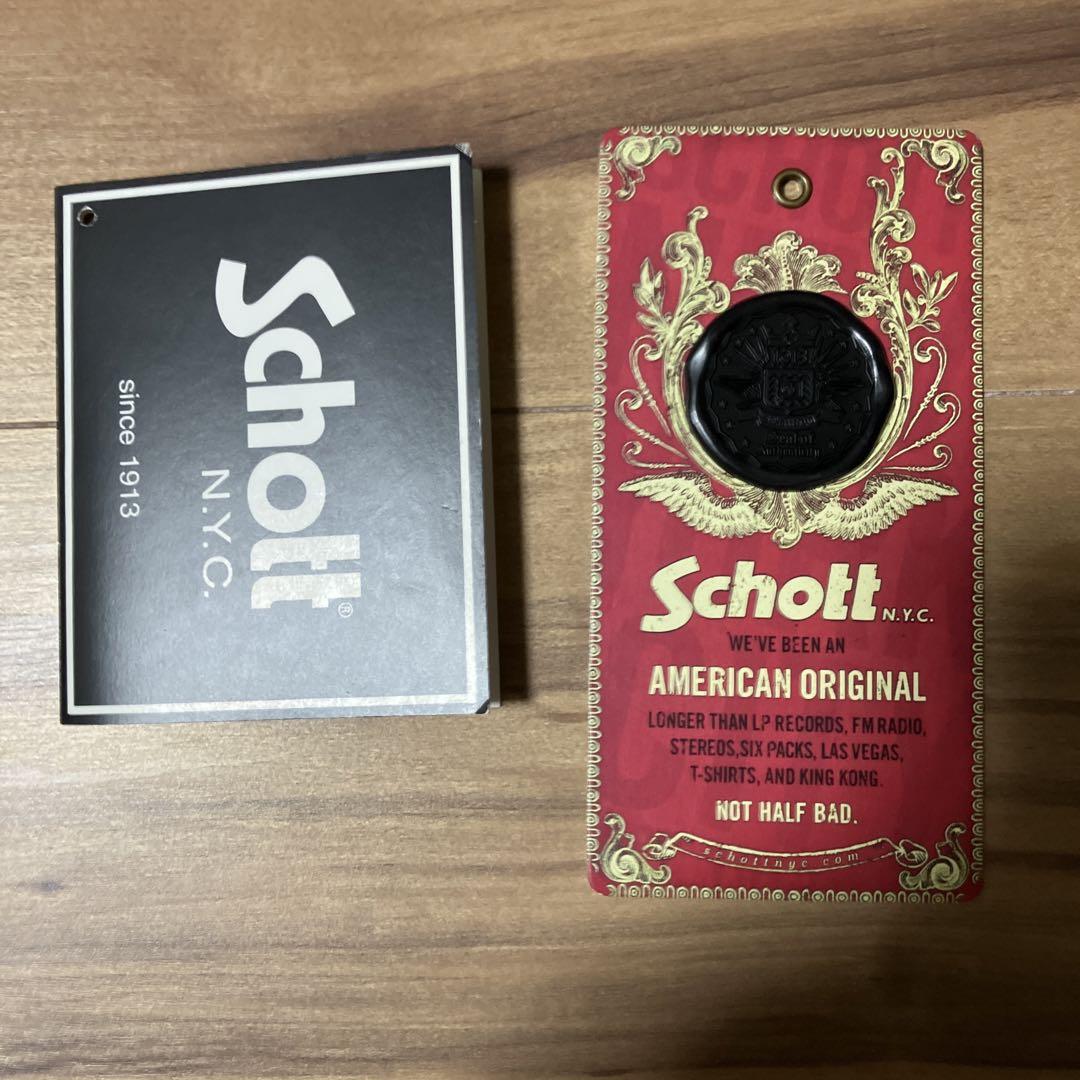 Schott®
N.Y.C.
since 1913
1913
Schott N.Y.C.
WE'VE BEEN AN
AMERICAN ORIGINAL
LONGER THAN LP RECORDS, FM RADIO,
STEREOS,SIX PACKS, LAS VEGAS,
T-SHIRTS, AND KING KONG.
NOT HALF BAD.
schottnyc.com